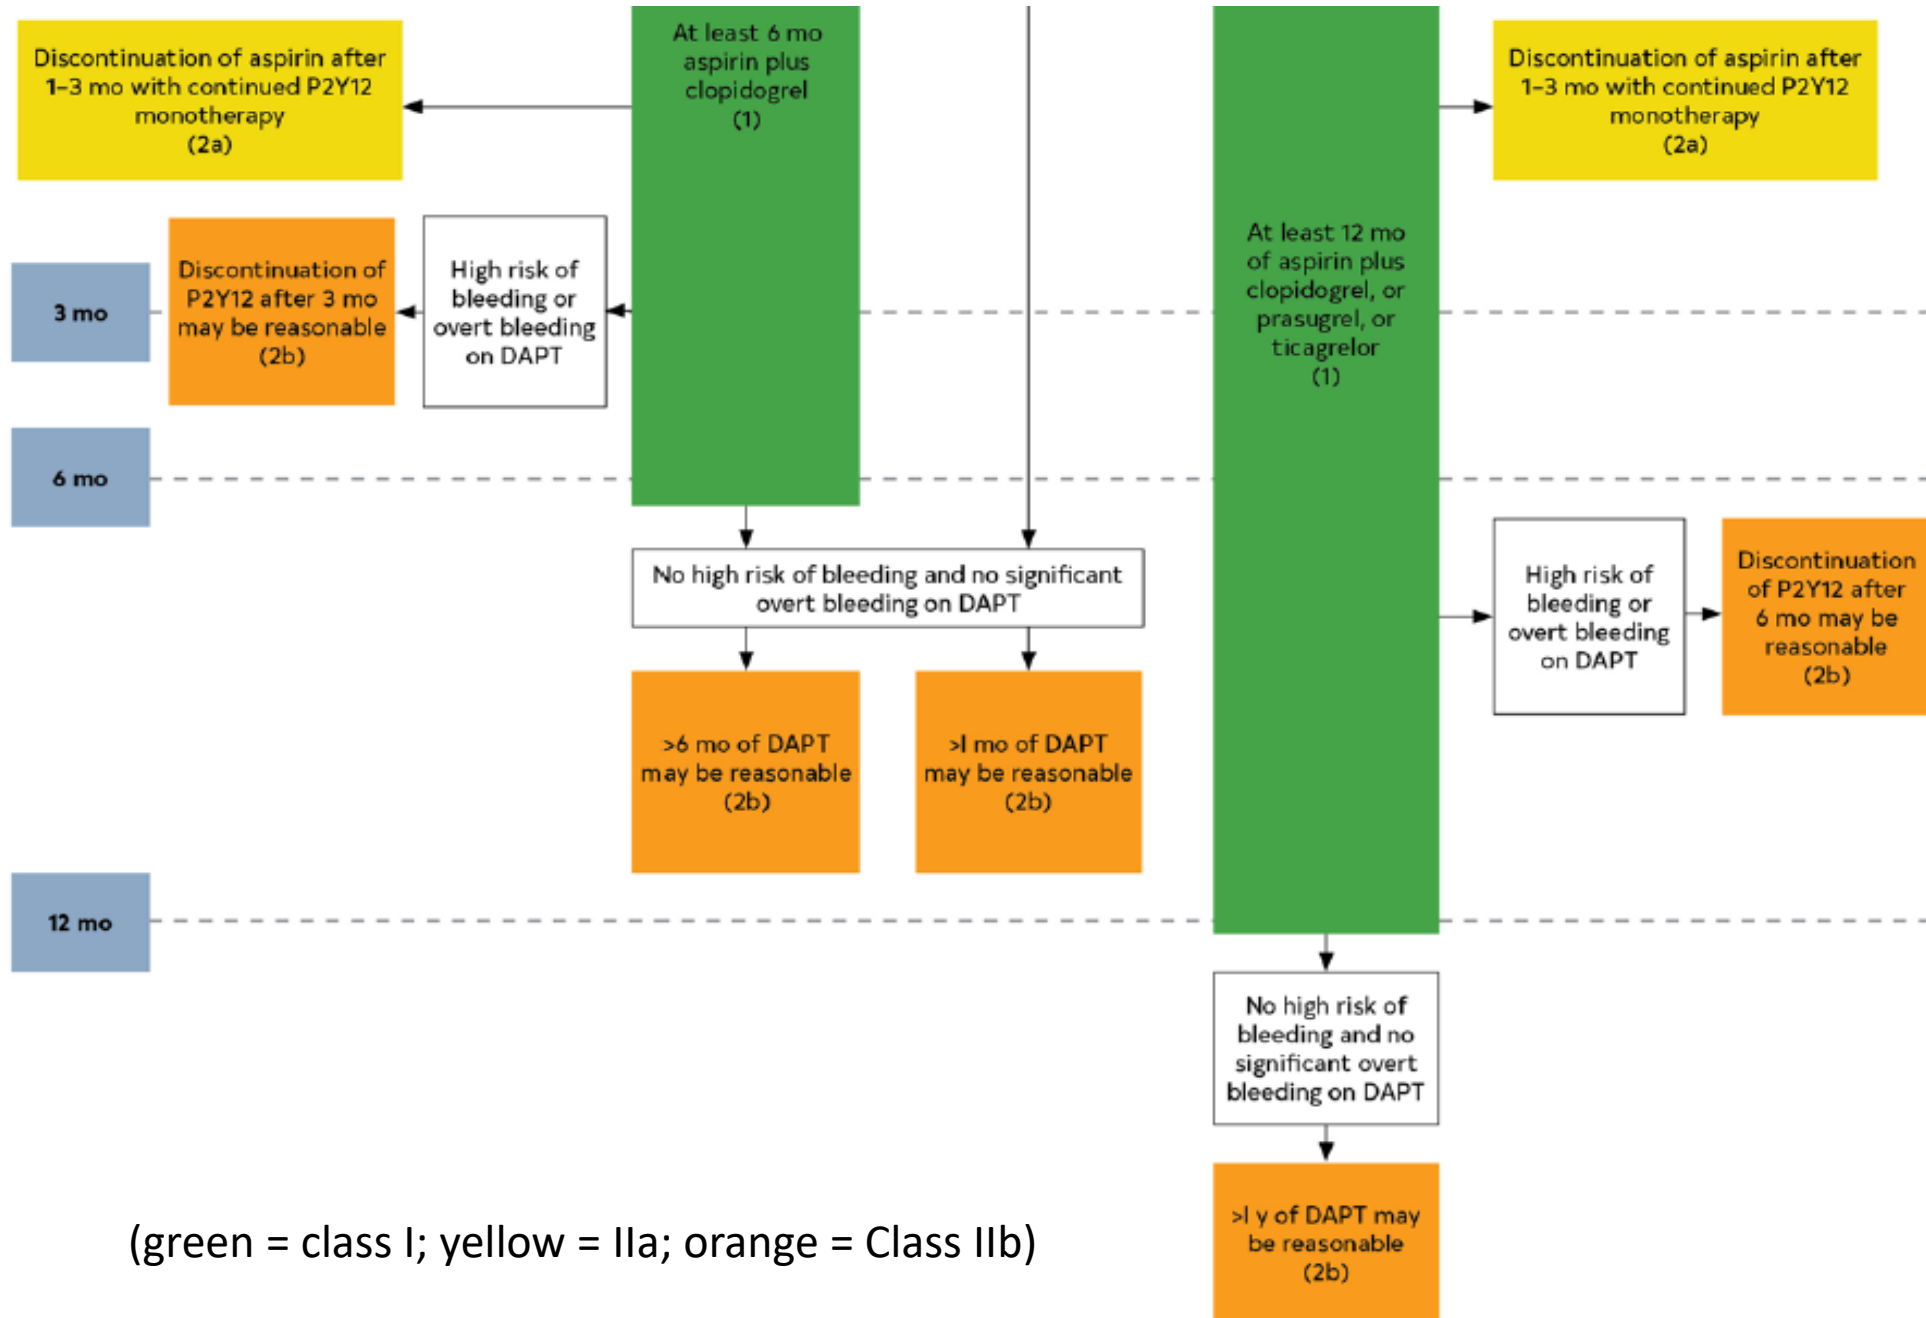 Discontinuation of aspirin after
1–3 mo with continued P2Y12
monotherapy
(2a)
At least 6 mo
aspirin plus
clopidogrel
(1)
Discontinuation of aspirin after
1–3 mo with continued P2Y12
monotherapy
(2a)
3 mo
Discontinuation of
P2Y12 after 3 mo
may be reasonable
(2b)
High risk of
bleeding or
overt bleeding
on DAPT
At least 12 mo
of aspirin plus
clopidogrel, or
prasugrel, or
ticagrelor
(1)
6 mo
No high risk of bleeding and no significant
overt bleeding on DAPT
High risk of
bleeding or
overt bleeding
on DAPT
Discontinuation
of P2Y12 after
6 mo may be
reasonable
(2b)
>6 mo of DAPT
may be reasonable
(2b)
>1 mo of DAPT
may be reasonable
(2b)
12 mo
No high risk of
bleeding and no
significant overt
bleeding on DAPT
>1 y of DAPT may
be reasonable
(2b)
(green = class I; yellow = IIa; orange = Class IIb)